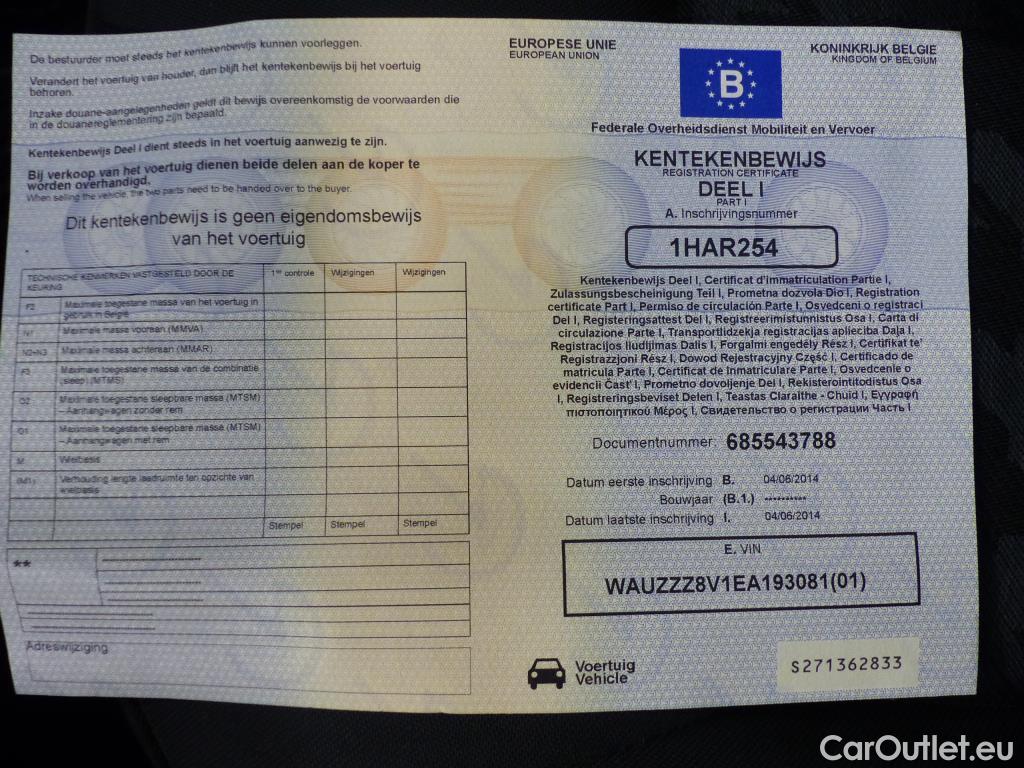 De bestuurder moet steeds het kentekenbewijs kunnen voorleggen.
Verandert het voertuig van houder, dan blijft het kentekenbewijs bij het voertuig
behoren.
Inzake douane-aangelegenheden geldt dit bewijs overeenkomstig de voorwaarden die
in de douanereglementering zijn bepaald.
Kentekenbewijs Deel I dient steeds in het voertuig aanwezig te zijn.
Bij verkoop van het voertuig dienen beide delen aan de koper te
worden overhandigd.
When selling the vehicle, the two parts need to be handed over to the buyer.
Dit kentekenbewijs is geen eigendomsbewijs
van het voertuig
TECHNISCHE KENMERKEN VASTGESTELD DOOR DE
KEURING
1ste controle
Wijzigingen
Wijzigingen
F2 Maximale toegestane massa van het voertuig in
gebruik in België
N1 Maximale massa vooraan (MMVA)
N2+N3 Maximale massa achteraan (MMAR)
F3 Maximale toegestane massa van de combinatie
(sleep) (MTMS)
O2 Maximale toegestane sleepbare massa (MTSM)
– Aanhangwagen zonder rem
O1 Maximale toegestane sleepbare massa (MTSM)
– Aanhangwagen met rem
M Wielbasis
(M1) Verhouding lengte laadruimte ten opzichte van
wielbasis
Stempel Stempel Stempel
**
Adreswijziging
EUROPESE UNIE
EUROPEAN UNION
B
KONINKRIJK BELGIE
KINGDOM OF BELGIUM
Federale Overheidsdienst Mobiliteit en Vervoer
KENTEKENBEWIJS
REGISTRATION CERTIFICATE
DEEL I
PART I
A. Inschrijvingsnummer
1HAR254
Kentekenbewijs Deel I, Certificat d'immatriculation Partie I,
Zulassungsbescheinigung Teil I, Prometna dozvola Dio I, Registration
certificate Part I, Permiso de circulación Parte I, Osvedceni o registraci
Del I, Registeringsattest Del I, Registreerimistunnistus Osa I, Carta di
circulazione Parte I, Transportlidzekja registracijas aplieciba Daļa I,
Registracijos liudijimas Dalis I, Forgalmi engedély Rész I, Certifikat te'
Registrazzjoni Rész I, Dowod Rejestracyjny Część I, Certificado de
matricula Parte I, Certificat de Inmatriculare Parte I, Osvedcenie o
evidencii Čast' I, Prometno dovoljenje Del I, Rekisterointitodistus Osa
I, Registreringsbeviset Delen I, Teastas Claraithe - Chuid I, Εγγραφή
πιστοποιητικού Μέρος I, Свидетельство о регистрации Часть I
Documentnummer: 685543788
Datum eerste inschrijving B. 04/06/2014
Bouwjaar (B.1.) **********
Datum laatste inschrijving I. 04/06/2014
E. VIN
WAUZZZ8V1EA193081(01)
Voertuig
Vehicle
S271362833
CarOutlet.eu